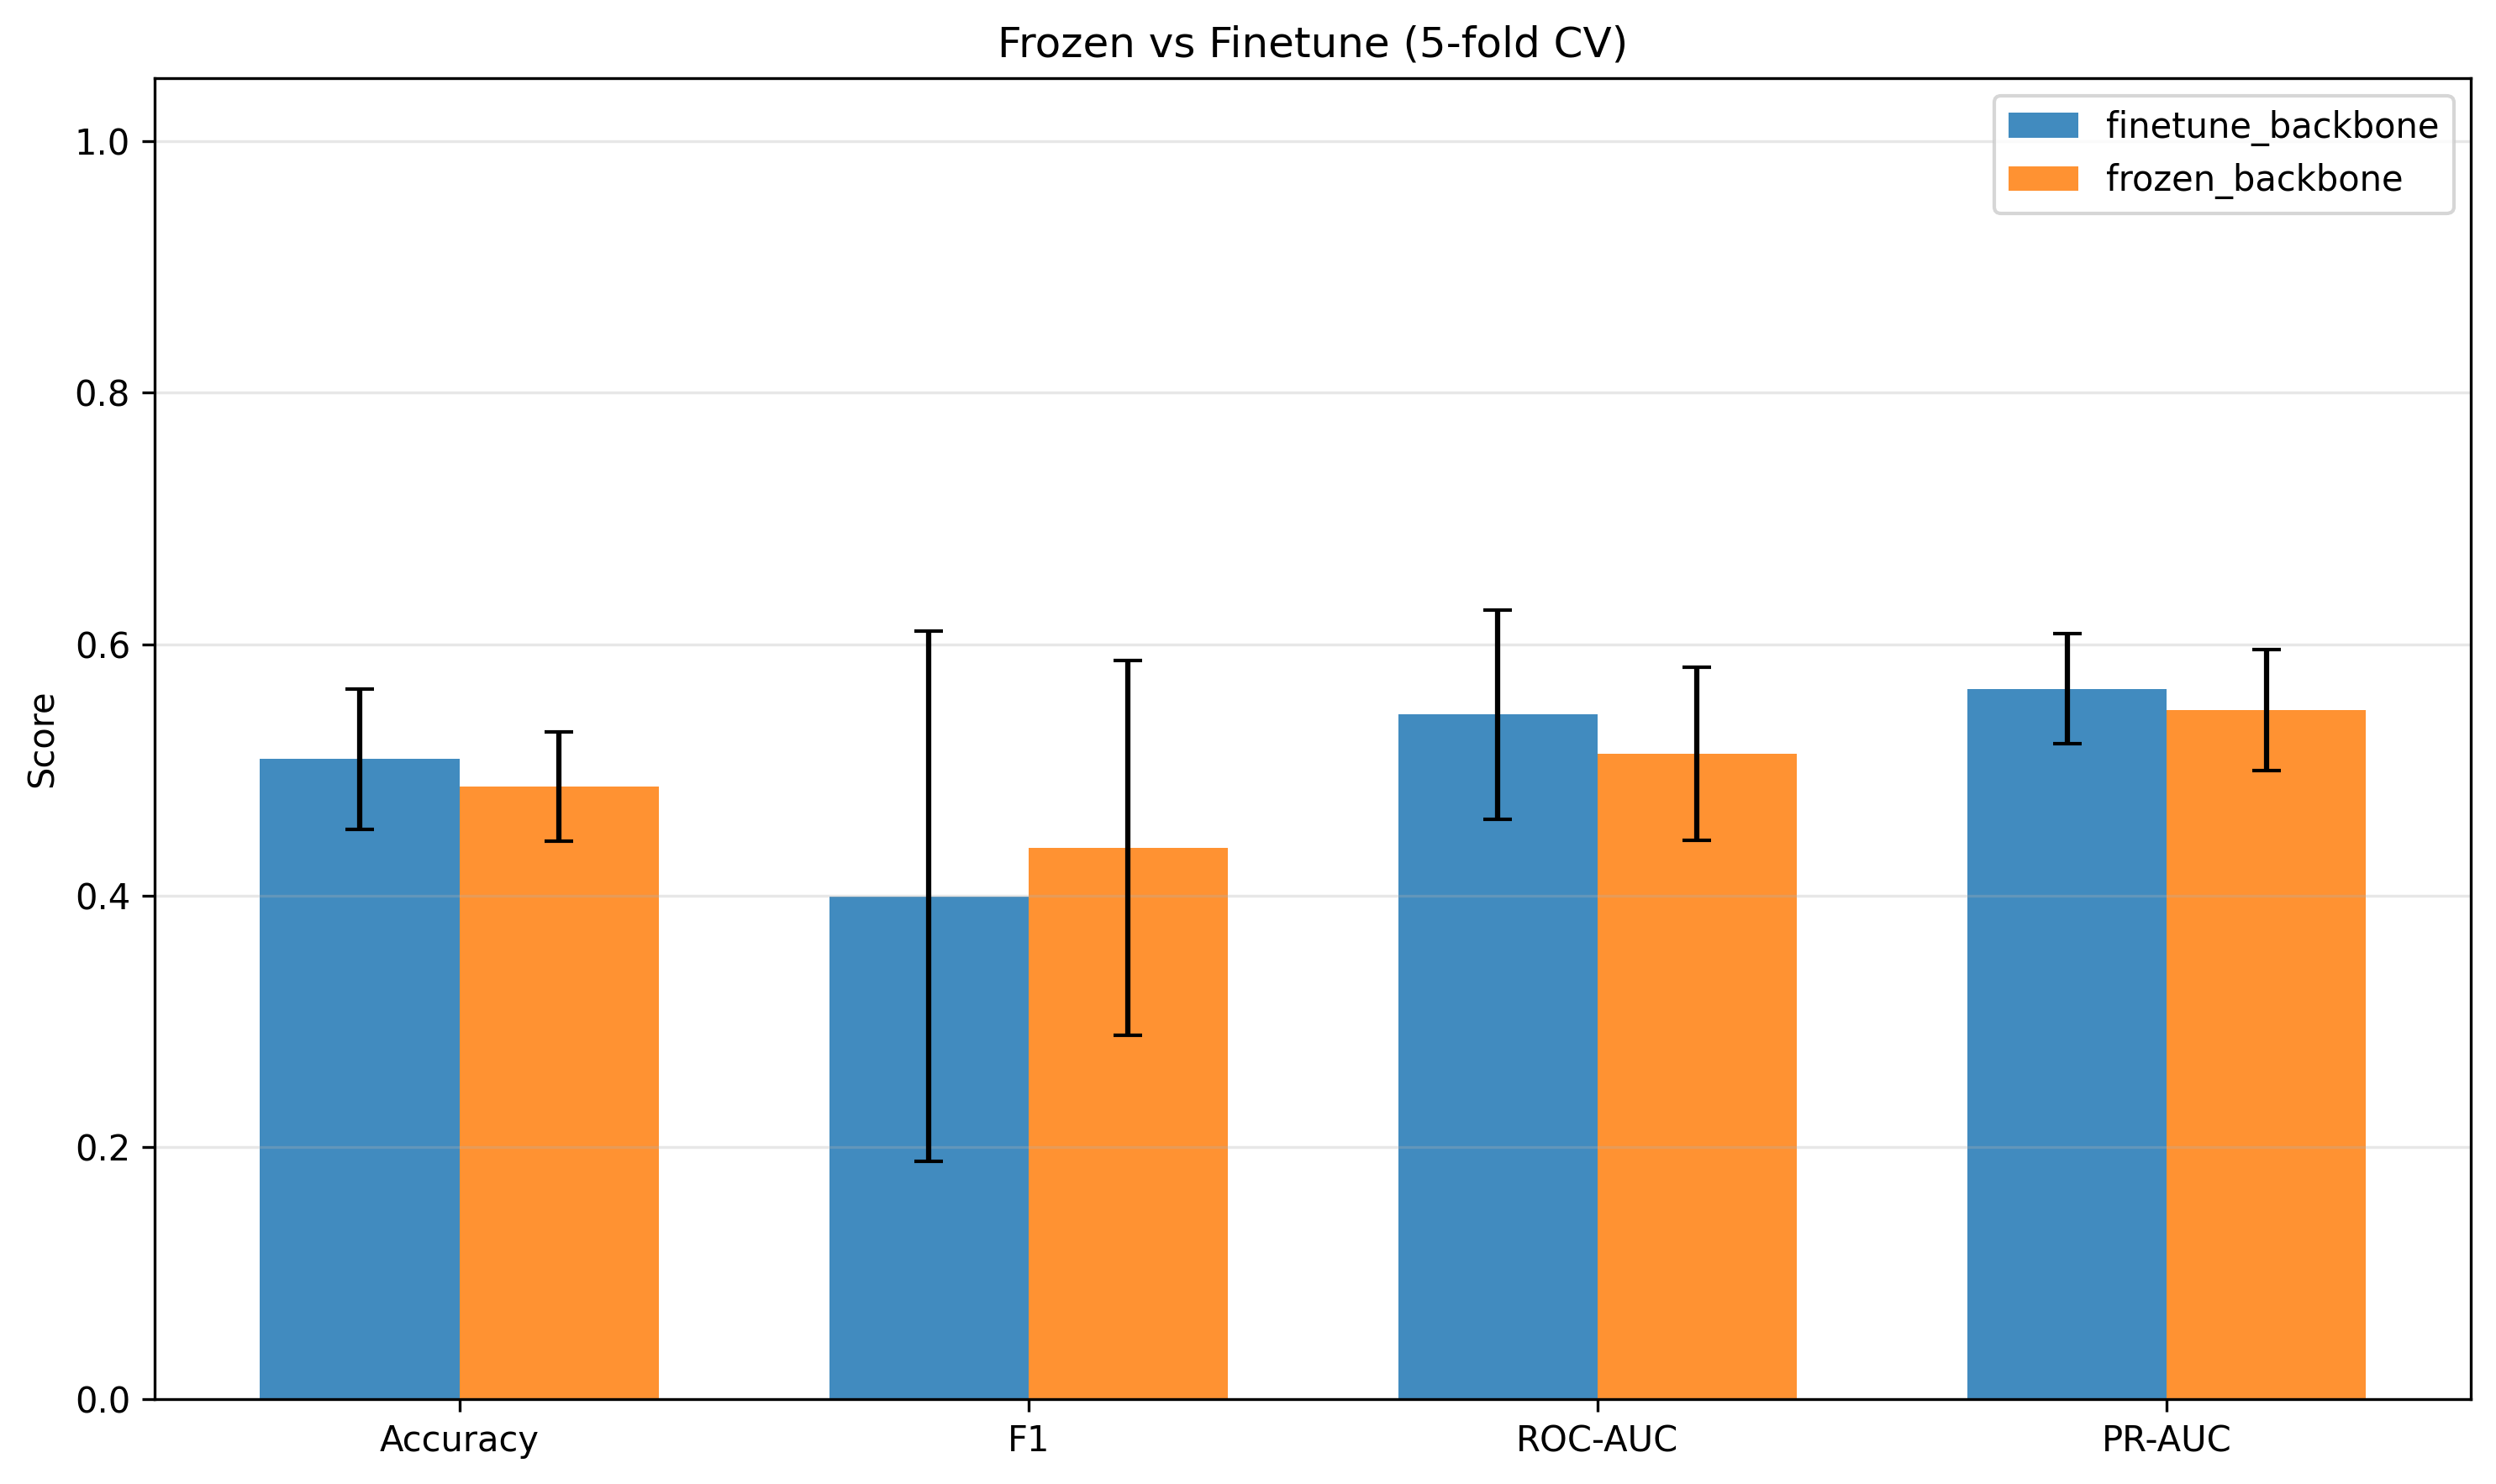 Frozen vs Finetune (5-fold CV)
finetune_backbone
frozen_backbone
Score
1.0
0.8
0.6
0.4
0.2
0.0
Accuracy
F1
ROC-AUC
PR-AUC